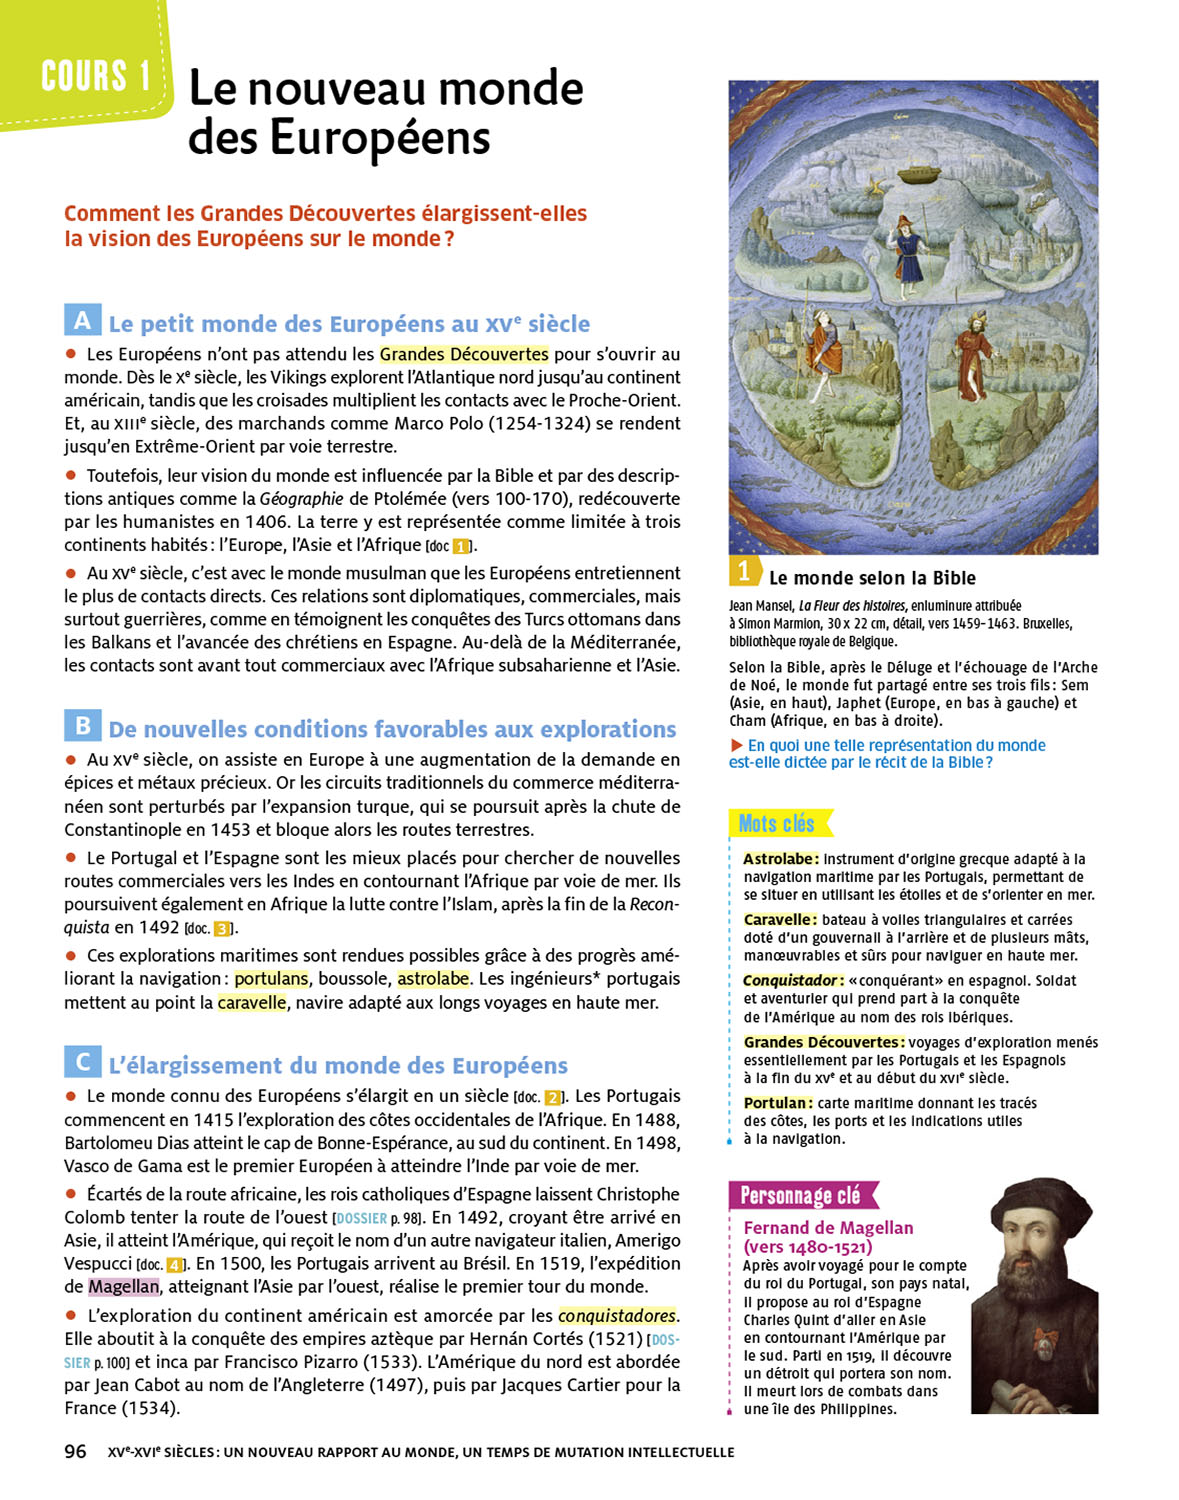 COURS 1
Le nouveau monde
des Européens
Comment les Grandes Découvertes élargissent-elles
la vision des Européens sur le monde ?
A Le petit monde des Européens au XVe siècle
• Les Européens n'ont pas attendu les Grandes Découvertes pour s'ouvrir au
monde. Dès le Xe siècle, les Vikings explorent l'Atlantique nord jusqu'au continent
américain, tandis que les croisades multiplient les contacts avec le Proche-Orient.
Et, au XIIIe siècle, des marchands comme Marco Polo (1254-1324) se rendent
jusqu'en Extrême-Orient par voie terrestre.
• Toutefois, leur vision du monde est influencée par la Bible et par des descrip-
tions antiques comme la Géographie de Ptolémée (vers 100-170), redécouverte
par les humanistes en 1406. La terre y est représentée comme limitée à trois
continents habités : l'Europe, l'Asie et l'Afrique [doc 1].
• Au XVe siècle, c'est avec le monde musulman que les Européens entretiennent
le plus de contacts directs. Ces relations sont diplomatiques, commerciales, mais
surtout guerrières, comme en témoignent les conquêtes des Turcs ottomans dans
les Balkans et l'avancée des chrétiens en Espagne. Au-delà de la Méditerranée,
les contacts sont avant tout commerciaux avec l'Afrique subsaharienne et l'Asie.
B De nouvelles conditions favorables aux explorations
• Au XVe siècle, on assiste en Europe à une augmentation de la demande en
épices et métaux précieux. Or les circuits traditionnels du commerce méditerra-
néen sont perturbés par l'expansion turque, qui se poursuit après la chute de
Constantinople en 1453 et bloque alors les routes terrestres.
• Le Portugal et l'Espagne sont les mieux placés pour chercher de nouvelles
routes commerciales vers les Indes en contournant l'Afrique par voie de mer. Ils
poursuivent également en Afrique la lutte contre l'Islam, après la fin de la Recon-
quista en 1492 [doc. 3].
• Ces explorations maritimes sont rendues possibles grâce à des progrès amé-
liorant la navigation : portulans, boussole, astrolabe. Les ingénieurs* portugais
mettent au point la caravelle, navire adapté aux longs voyages en haute mer.
C L'élargissement du monde des Européens
• Le monde connu des Européens s'élargit en un siècle [doc. 2]. Les Portugais
commencent en 1415 l'exploration des côtes occidentales de l'Afrique. En 1488,
Bartolomeu Dias atteint le cap de Bonne-Espérance, au sud du continent. En 1498,
Vasco de Gama est le premier Européen à atteindre l'Inde par voie de mer.
• Écartés de la route africaine, les rois catholiques d'Espagne laissent Christophe
Colomb tenter la route de l'ouest [DOSSIER p. 98]. En 1492, croyant être arrivé en
Asie, il atteint l'Amérique, qui reçoit le nom d'un autre navigateur italien, Amerigo
Vespucci [doc. 4]. En 1500, les Portugais arrivent au Brésil. En 1519, l'expédition
de Magellan, atteignant l'Asie par l'ouest, réalise le premier tour du monde.
• L'exploration du continent américain est amorcée par les conquistadores.
Elle aboutit à la conquête des empires aztèque par Hernán Cortés (1521) [DOS-
SIER p. 100] et inca par Francisco Pizarro (1533). L'Amérique du nord est abordée
par Jean Cabot au nom de l'Angleterre (1497), puis par Jacques Cartier pour la
France (1534).
1 Le monde selon la Bible
Jean Mansel, La Fleur des histoires, enluminure attribuée
à Simon Marmion, 30 x 22 cm, détail, vers 1459-1463. Bruxelles,
bibliothèque royale de Belgique.
Selon la Bible, après le Déluge et l'échouage de l'Arche
de Noé, le monde fut partagé entre ses trois fils : Sem
(Asie, en haut), Japhet (Europe, en bas à gauche) et
Cham (Afrique, en bas à droite).
▶ En quoi une telle représentation du monde
est-elle dictée par le récit de la Bible ?
Mots clés
Astrolabe : instrument d'origine grecque adapté à la
navigation maritime par les Portugais, permettant de
se situer en utilisant les étoiles et de s'orienter en mer.
Caravelle : bateau à voiles triangulaires et carrées
doté d'un gouvernail à l'arrière et de plusieurs mâts,
manœuvrables et sûrs pour naviguer en haute mer.
Conquistador : « conquérant » en espagnol. Soldat
et aventurier qui prend part à la conquête
de l'Amérique au nom des rois ibériques.
Grandes Découvertes : voyages d'exploration menés
essentiellement par les Portugais et les Espagnols
à la fin du XVe et au début du XVIe siècle.
Portulan : carte maritime donnant les tracés
des côtes, les ports et les indications utiles
à la navigation.
Personnage clé
Fernand de Magellan
(vers 1480-1521)
Après avoir voyagé pour le compte
du roi du Portugal, son pays natal,
il propose au roi d'Espagne
Charles Quint d'aller en Asie
en contournant l'Amérique par
le sud. Parti en 1519, il découvre
un détroit qui portera son nom.
Il meurt lors de combats dans
une île des Philippines.
96 XVe-XVIe SIÈCLES : UN NOUVEAU RAPPORT AU MONDE, UN TEMPS DE MUTATION INTELLECTUELLE